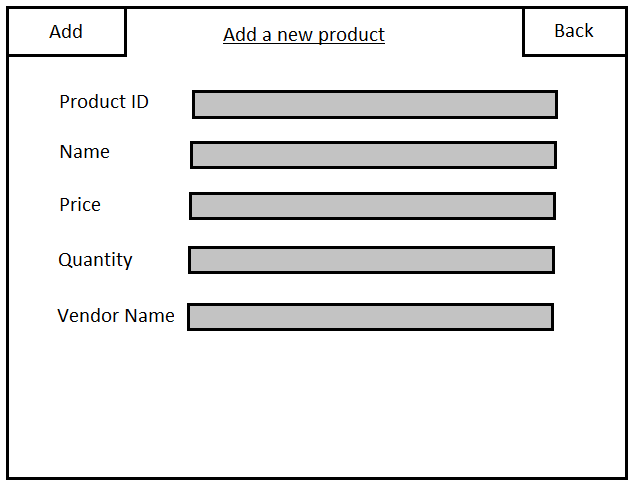 Add
Add a new product
Back
Product ID
Name
Price
Quantity
Vendor Name